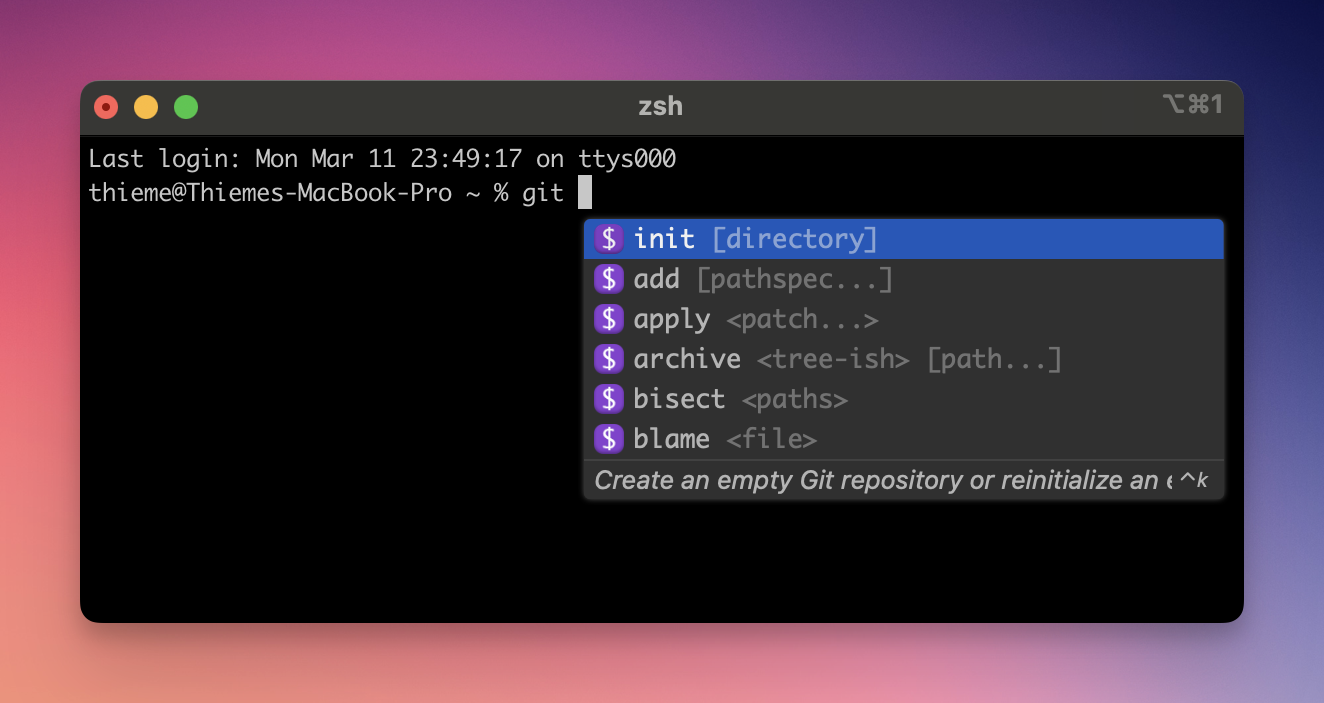 zsh ⌥⌘1
Last login: Mon Mar 11 23:49:17 on ttys000
thieme@Thiemes-MacBook-Pro ~ % git
$ init [directory]
$ add [pathspec...]
$ apply <patch...>
$ archive <tree-ish> [path...]
$ bisect <paths>
$ blame <file>
Create an empty Git repository or reinitialize an ^k